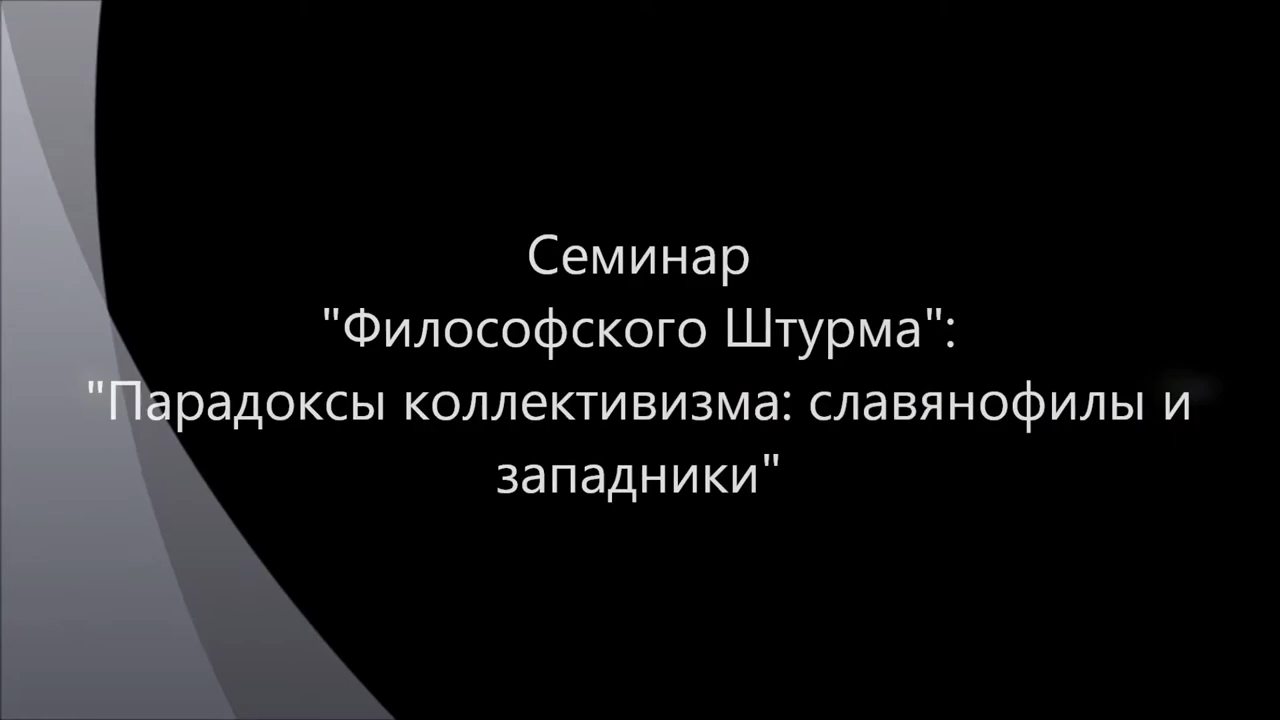 Семинар
"Философского Штурма":
"Парадоксы коллективизма: славянофилы и
западники"